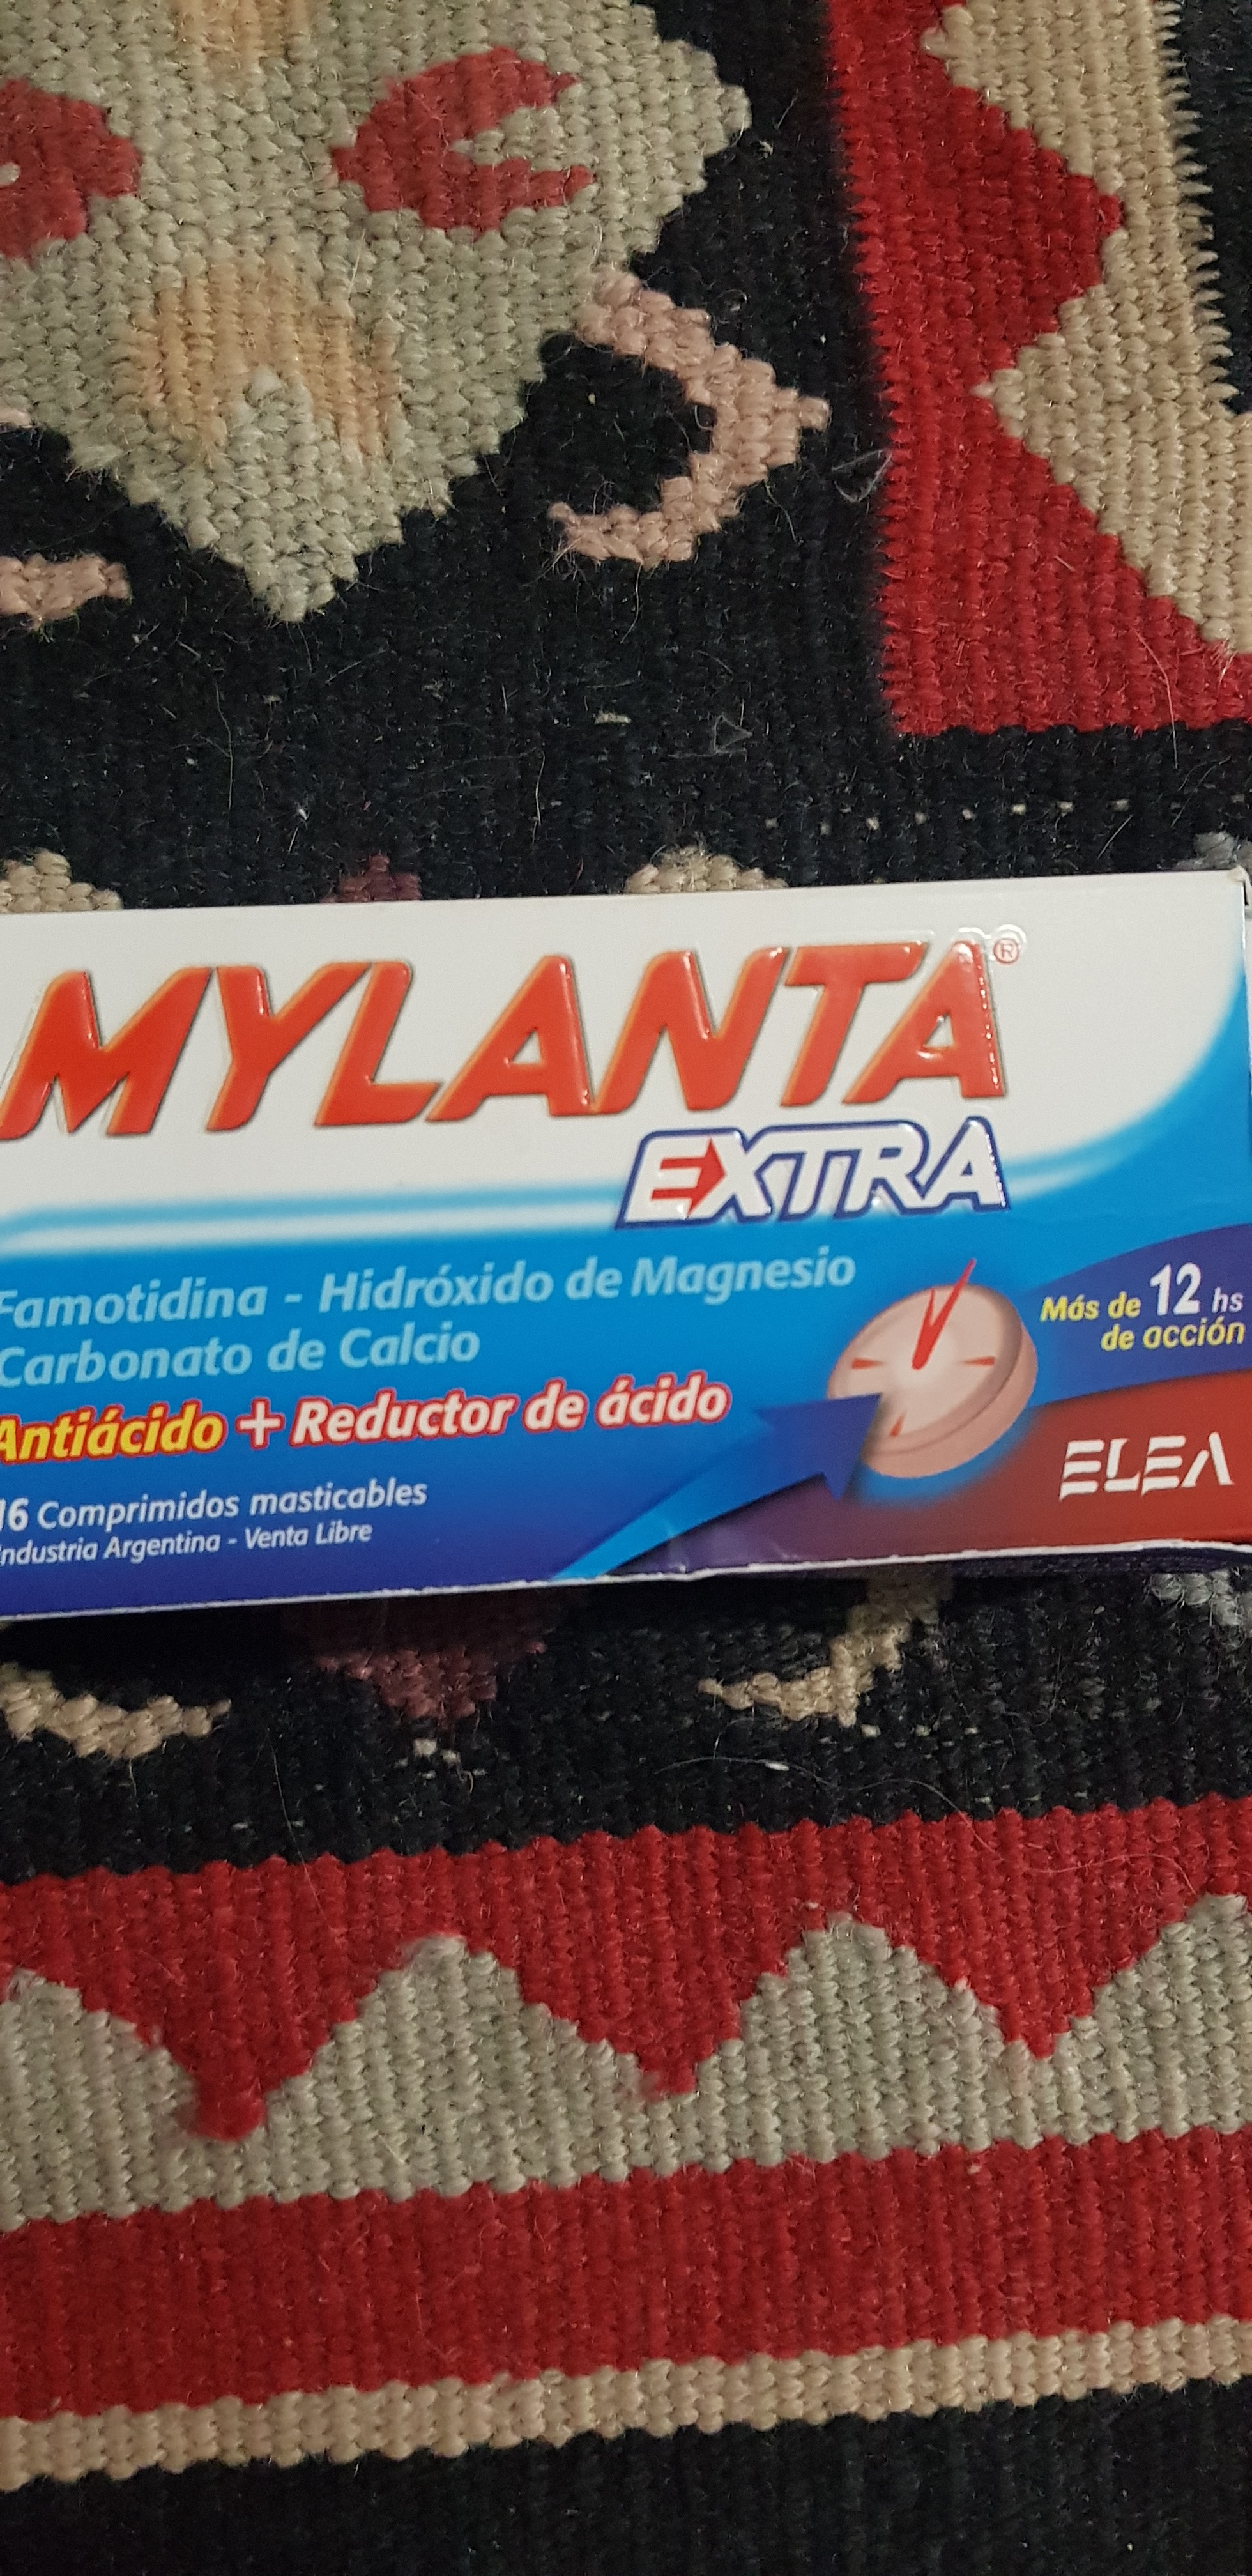 MYLANTA®
EXTRA
Famotidina - Hidróxido de Magnesio
Carbonato de Calcio
Antiácido + Reductor de ácido
16 Comprimidos masticables
Industria Argentina - Venta Libre
Más de 12 hs
de acción
ELEA